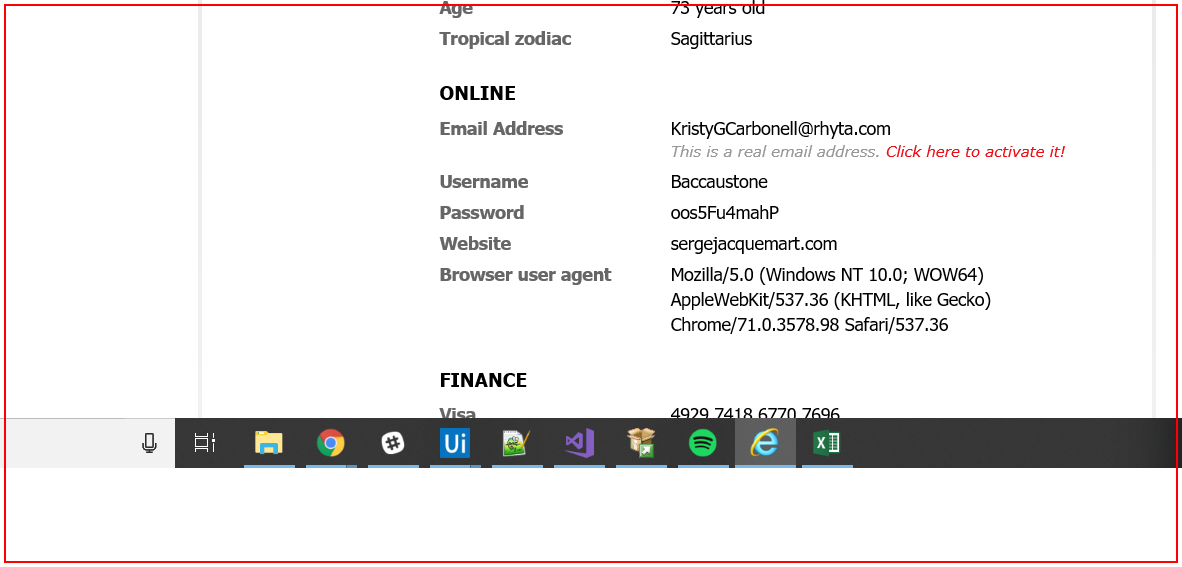 Age 73 years old
Tropical zodiac Sagittarius
ONLINE
Email Address KristyGCarbonell@rhyta.com
This is a real email address. Click here to activate it!
Username Baccaustone
Password oos5Fu4mahP
Website sergejacquemart.com
Browser user agent Mozilla/5.0 (Windows NT 10.0; WOW64)
AppleWebKit/537.36 (KHTML, like Gecko)
Chrome/71.0.3578.98 Safari/537.36
FINANCE
Visa 4929 7418 6770 7696
Ui